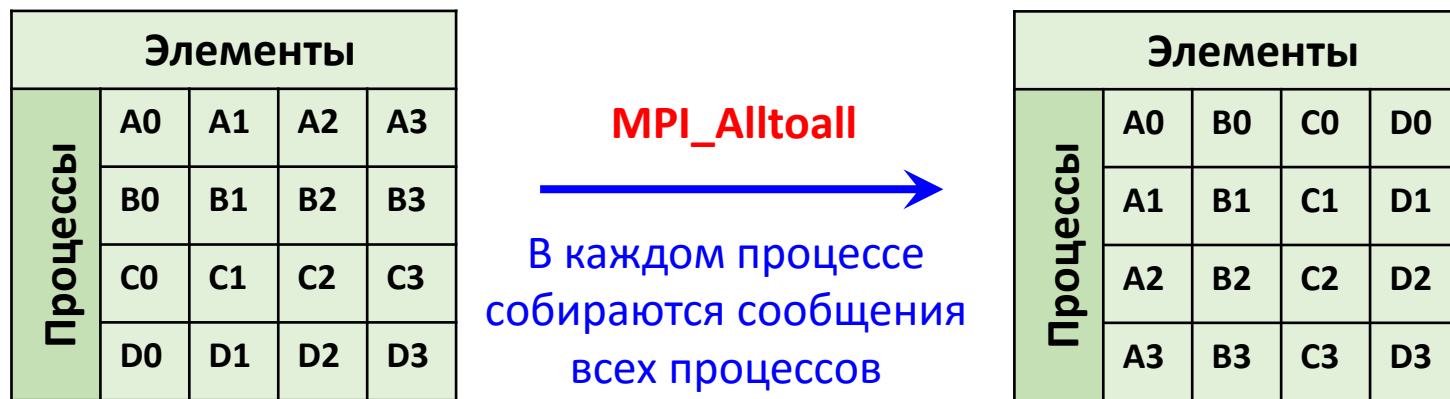 Элементы
Процессы
A0 A1 A2 A3
B0 B1 B2 B3
C0 C1 C2 C3
D0 D1 D2 D3
MPI_Alltoall
В каждом процессе
собираются сообщения
всех процессов
Элементы
Процессы
A0 B0 C0 D0
A1 B1 C1 D1
A2 B2 C2 D2
A3 B3 C3 D3